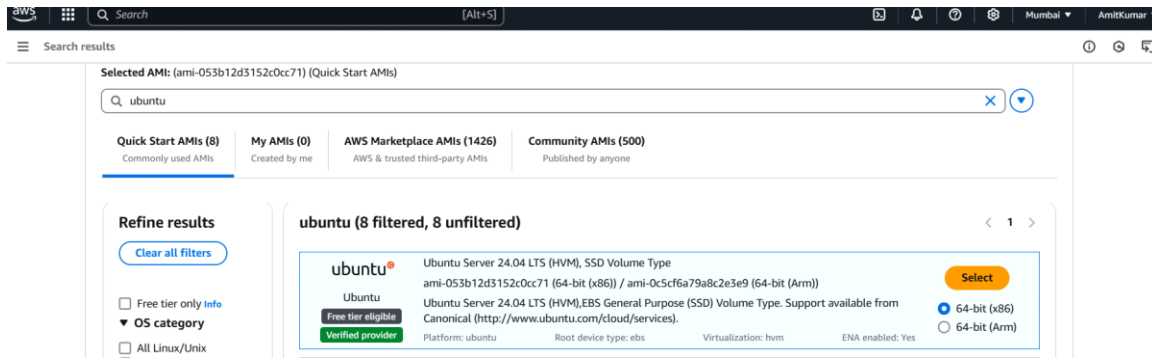 aws
Search [Alt+S] Mumbai AmitKumar
Search results
Selected AMI: (ami-053b12d3152c0cc71) (Quick Start AMIs)
ubuntu
Quick Start AMIs (8) My AMIs (0) AWS Marketplace AMIs (1426) Community AMIs (500)
Commonly used AMIs Created by me AWS & trusted third-party AMIs Published by anyone
Refine results
Clear all filters
Free tier only Info
OS category
All Linux/Unix
ubuntu (8 filtered, 8 unfiltered) 1
ubuntu
Ubuntu
Free tier eligible
Verified provider
Ubuntu Server 24.04 LTS (HVM), SSD Volume Type
ami-053b12d3152c0cc71 (64-bit (x86)) / ami-0c5cf6a79a8c2e3e9 (64-bit (Arm))
Ubuntu Server 24.04 LTS (HVM),EBS General Purpose (SSD) Volume Type. Support available from
Canonical (http://www.ubuntu.com/cloud/services).
Platform: ubuntu Root device type: ebs Virtualization: hvm ENA enabled: Yes
Select
64-bit (x86)
64-bit (Arm)